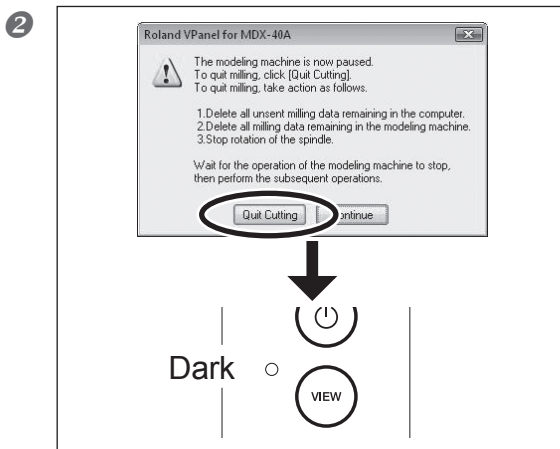 2
Roland VPanel for MDX-40A
The modeling machine is now paused.
To quit milling, click [Quit Cutting].
To quit milling, take action as follows.
1.Delete all unsent milling data remaining in the computer.
2.Delete all milling data remaining in the modeling machine.
3.Stop rotation of the spindle.
Wait for the operation of the modeling machine to stop,
then perform the subsequent operations.
Quit Cutting
Dark
VIEW